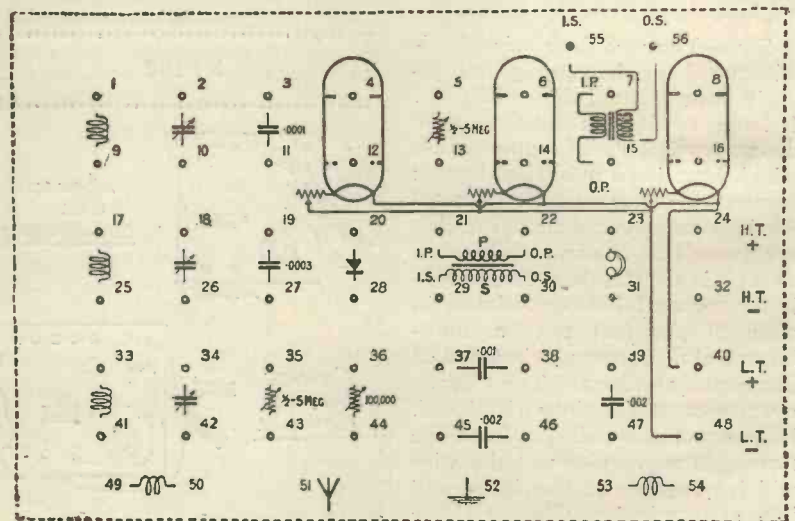 I.S. O.S.
55 56
1 2 3 4 5 6 I.P. 7 8
.0001 ½-5 MEG
9 10 11 12 13 14 15 16
O.P.
17 18 19 20 21 22 23 24 H.T. +
P
I.P. O.P.
.0003
I.S. O.S.
S
25 26 27 28 29 30 31 32 H.T. −
33 34 35 36 37 .001 38 39 40 L.T. +
½-5 MEG 100,000 .002
41 42 43 44 45 .002 46 47 48 L.T. −
49 50 51 52 53 54